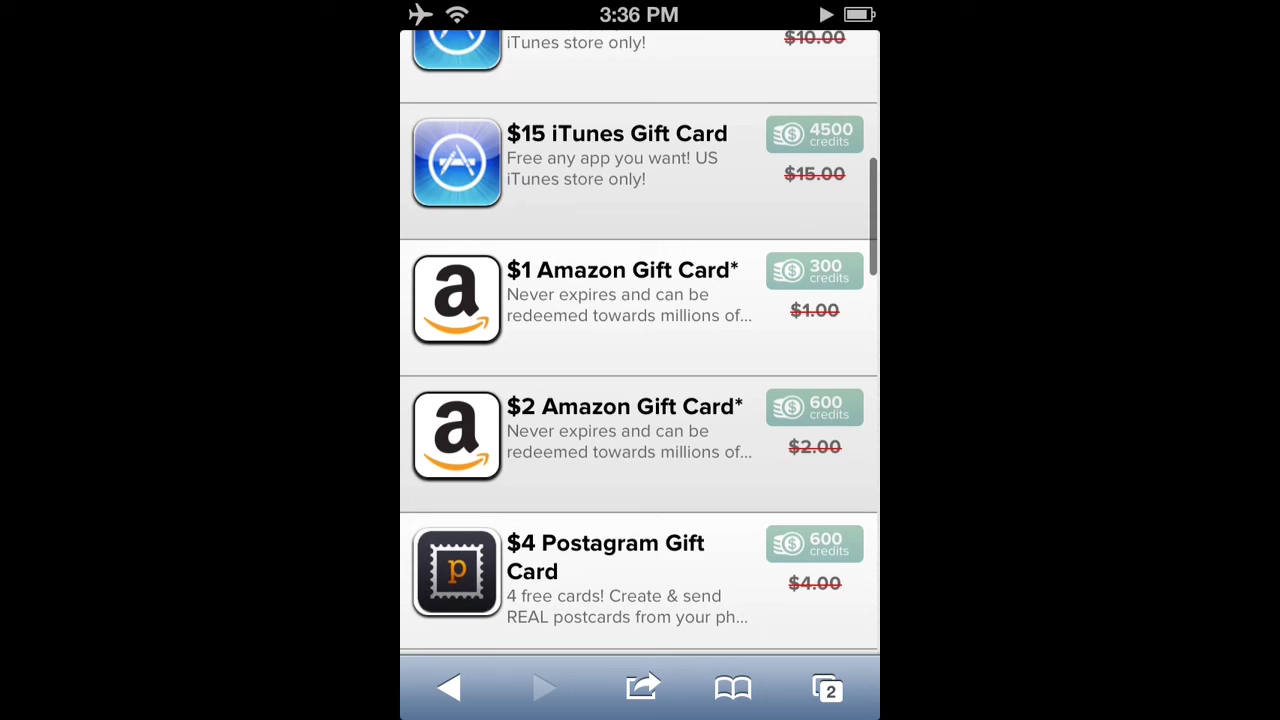 3:36 PM
iTunes store only!
$10.00
$15 iTunes Gift Card
Free any app you want! US
iTunes store only!
4500
credits
$15.00
a
$1 Amazon Gift Card*
Never expires and can be
redeemed towards millions of...
300
credits
$1.00
a
$2 Amazon Gift Card*
Never expires and can be
redeemed towards millions of...
600
credits
$2.00
p
$4 Postagram Gift
Card
4 free cards! Create & send
REAL postcards from your ph...
600
credits
$4.00
2